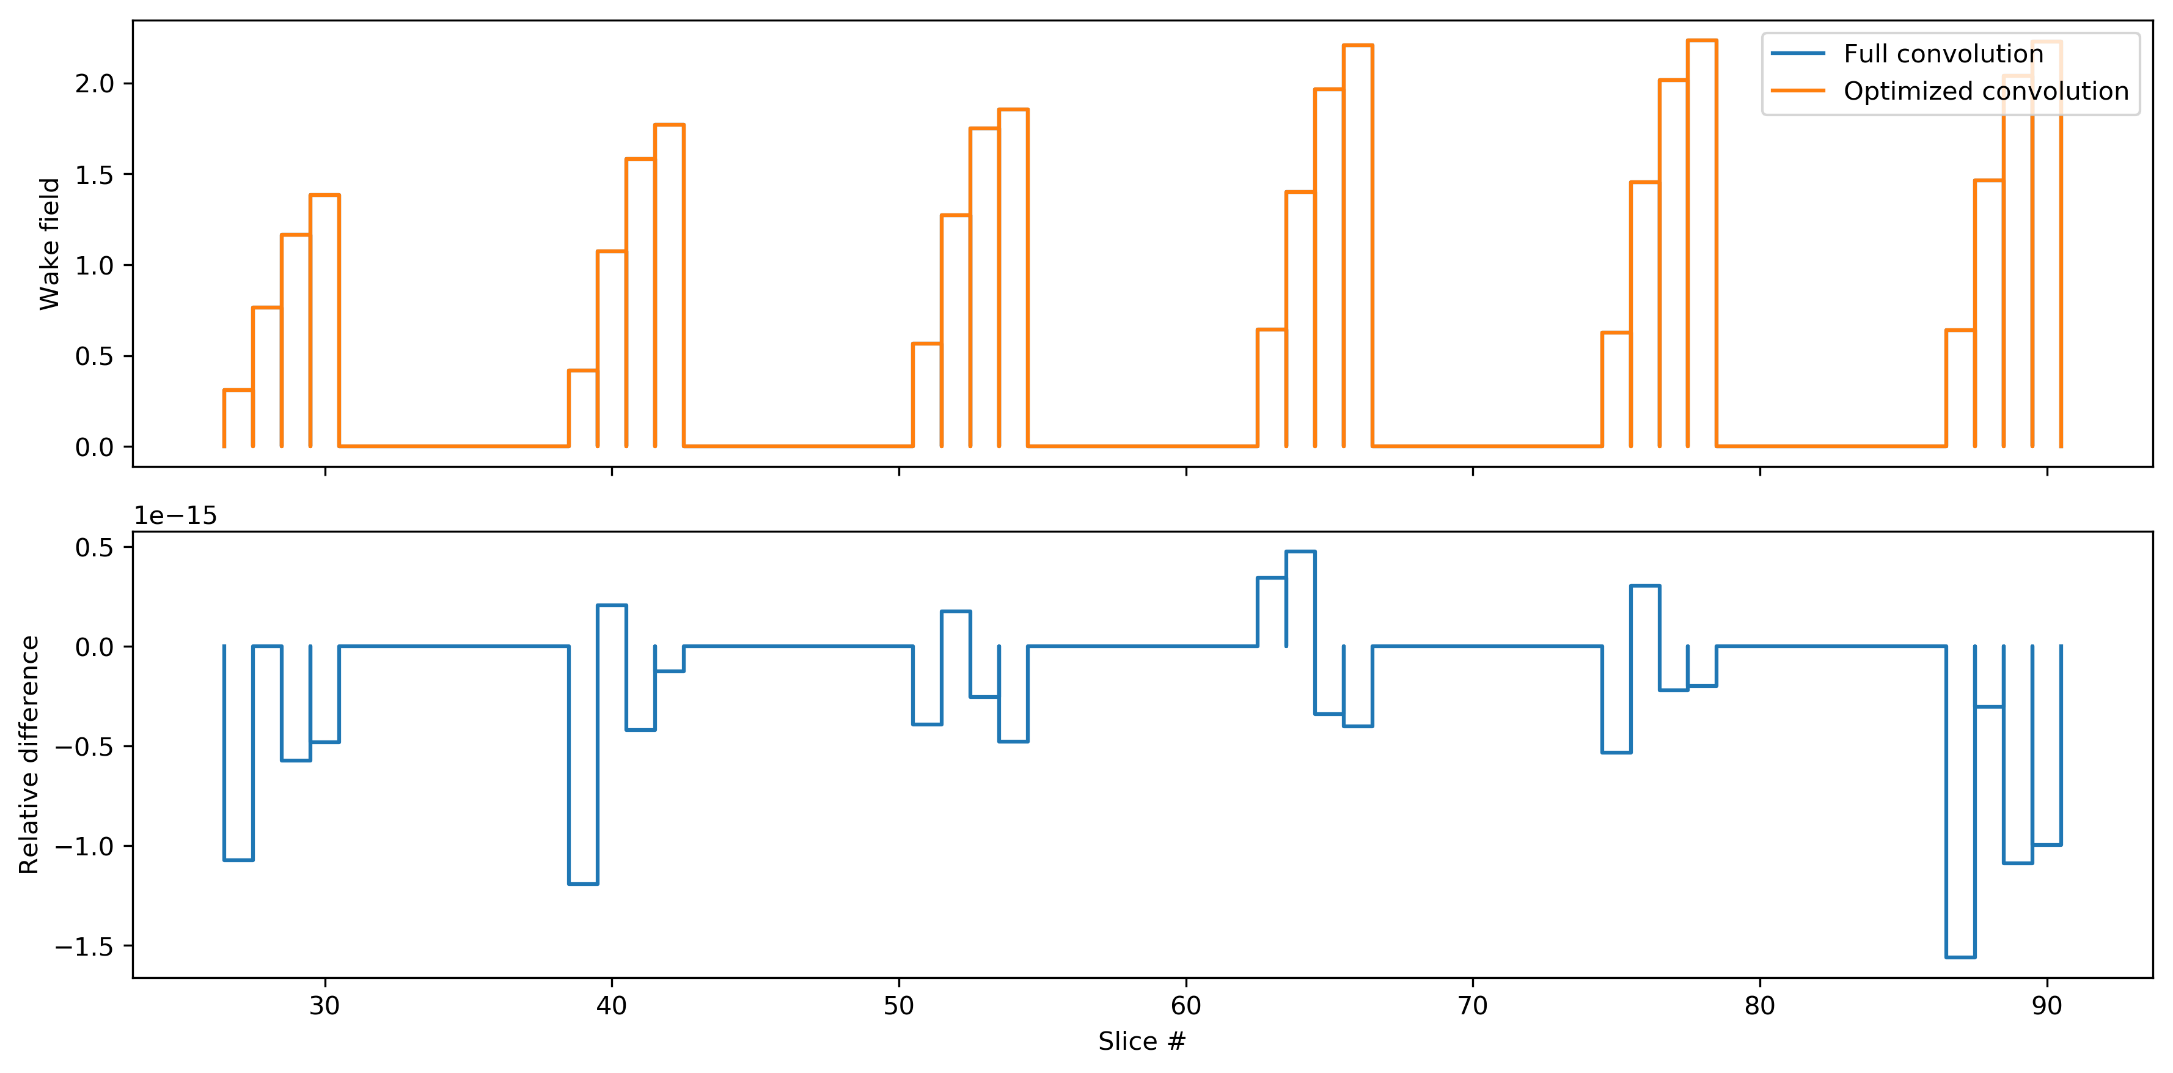 2.0
1.5
1.0
0.5
0.0
Wake field
Full convolution
Optimized convolution
1e−15
0.5
0.0
−0.5
−1.0
−1.5
Relative difference
30 40 50 60 70 80 90
Slice #